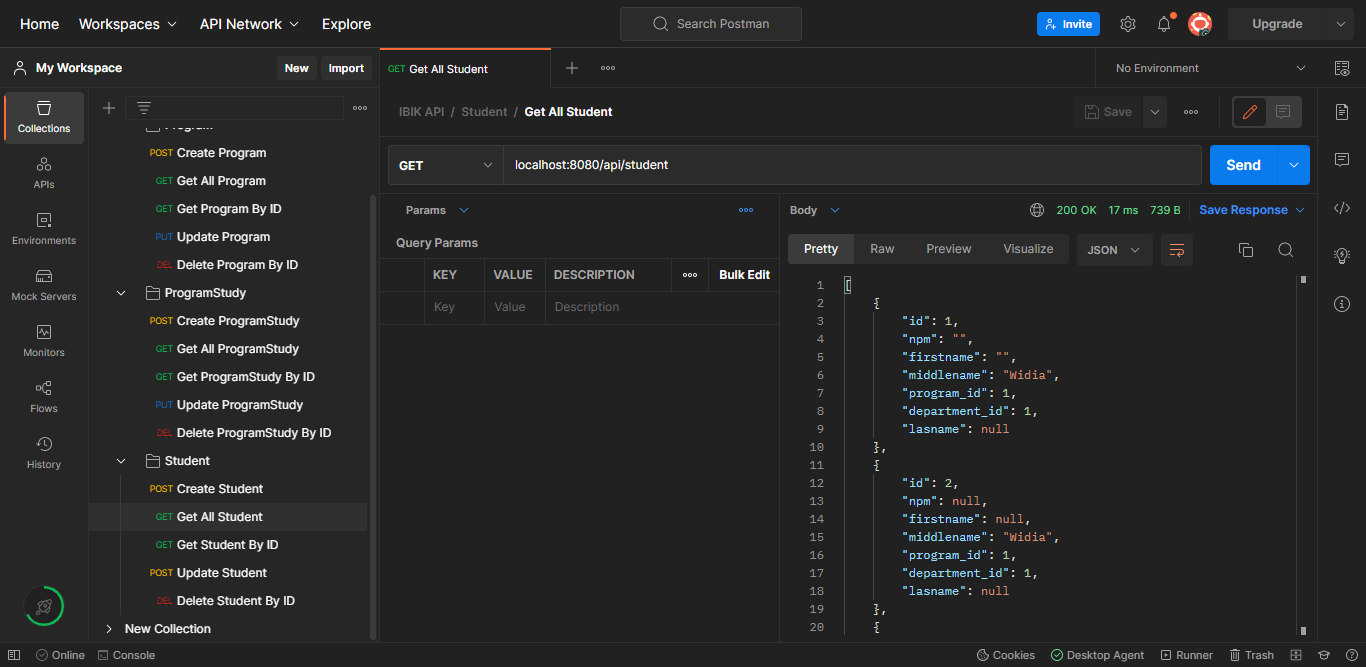 Home Workspaces API Network Explore Search Postman Invite Upgrade
My Workspace New Import GET Get All Student No Environment
Collections
APIs
Environments
Mock Servers
Monitors
Flows
History
Program
POST Create Program
GET Get All Program
GET Get Program By ID
PUT Update Program
DEL Delete Program By ID
ProgramStudy
POST Create ProgramStudy
GET Get All ProgramStudy
GET Get ProgramStudy By ID
PUT Update ProgramStudy
DEL Delete ProgramStudy By ID
Student
POST Create Student
GET Get All Student
GET Get Student By ID
POST Update Student
DEL Delete Student By ID
New Collection
IBIK API / Student / Get All Student Save
GET localhost:8080/api/student Send
Params
Query Params
KEY VALUE DESCRIPTION Bulk Edit
Key Value Description
Body 200 OK 17 ms 739 B Save Response
Pretty Raw Preview Visualize JSON
1 [
2 {
3 "id": 1,
4 "npm": "",
5 "firstname": "",
6 "middlename": "Widia",
7 "program_id": 1,
8 "department_id": 1,
9 "lasname": null
10 },
11 {
12 "id": 2,
13 "npm": null,
14 "firstname": null,
15 "middlename": "Widia",
16 "program_id": 1,
17 "department_id": 1,
18 "lasname": null
19 },
20 {
Online Console Cookies Desktop Agent Runner Trash